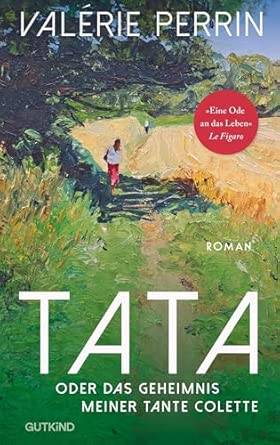 VALÉRIE PERRIN
»Eine Ode
an das Leben«
Le Figaro
ROMAN
TATA
ODER DAS GEHEIMNIS
MEINER TANTE COLETTE
GUTKIND